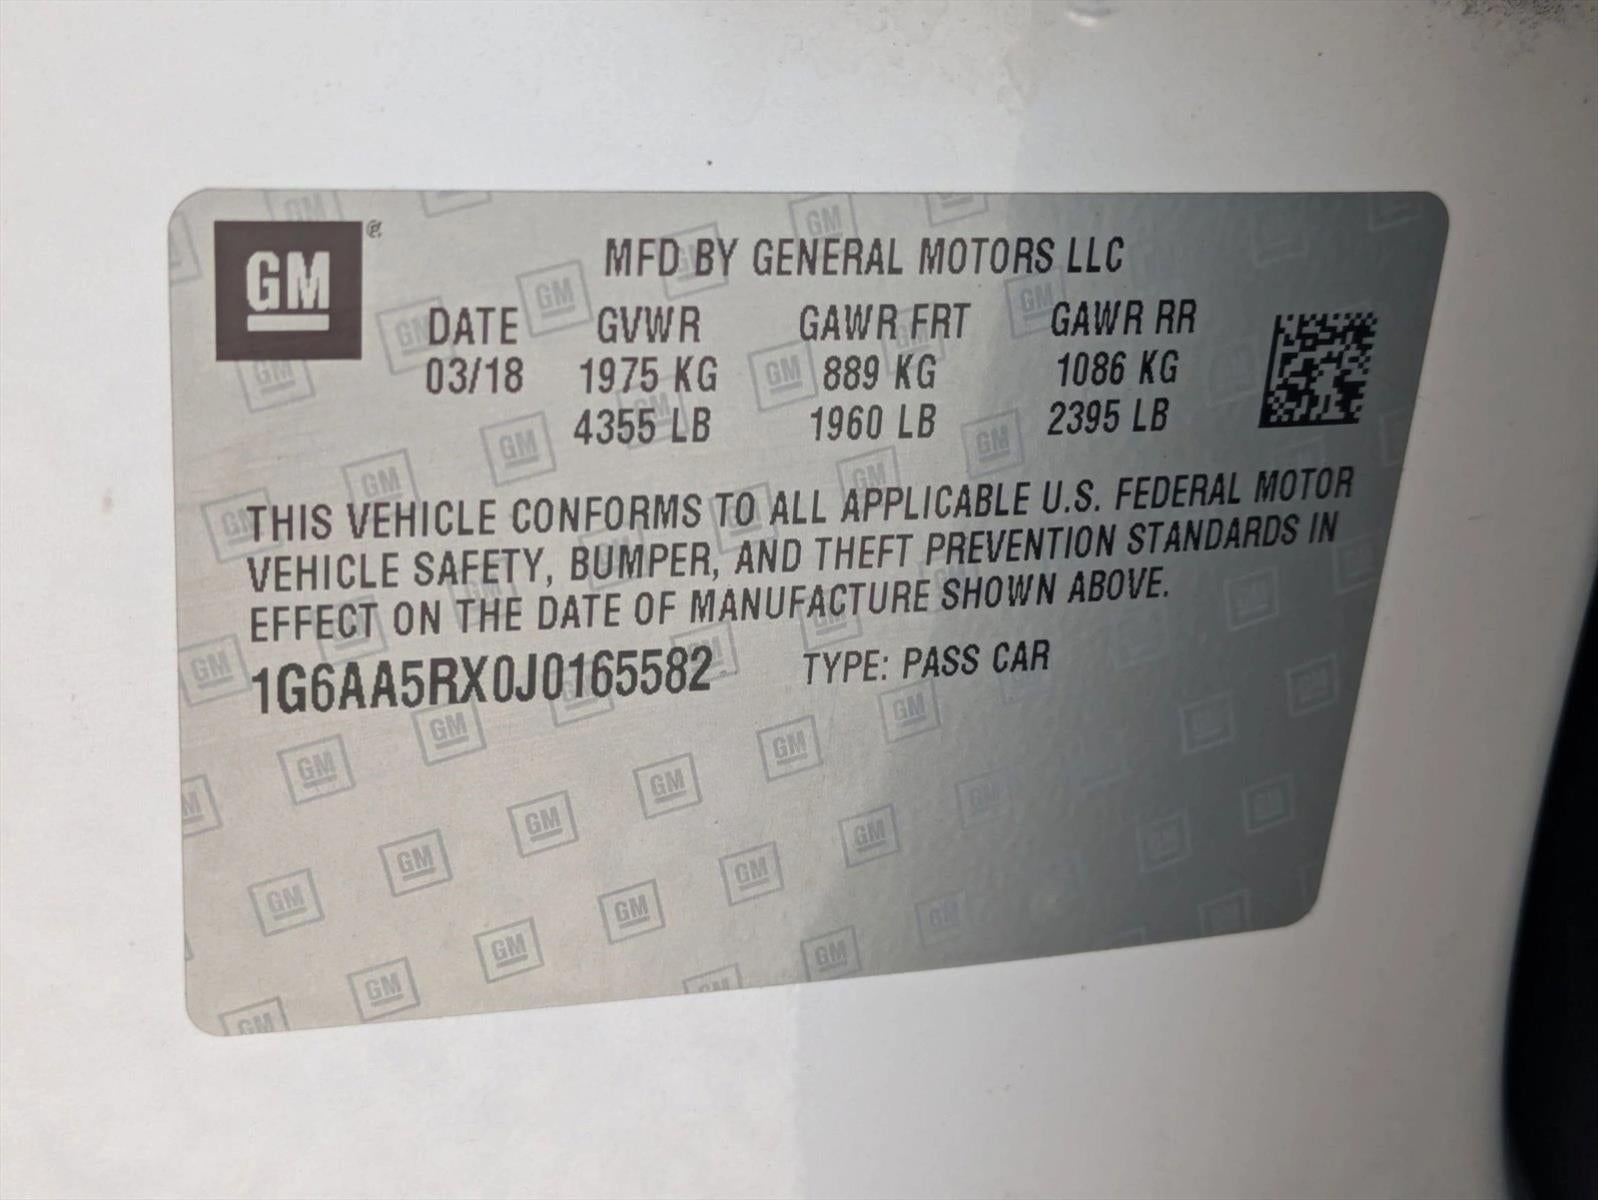 GM
MFD BY GENERAL MOTORS LLC
DATE GVWR GAWR FRT GAWR RR
03/18 1975 KG 889 KG 1086 KG
4355 LB 1960 LB 2395 LB
THIS VEHICLE CONFORMS TO ALL APPLICABLE U.S. FEDERAL MOTOR
VEHICLE SAFETY, BUMPER, AND THEFT PREVENTION STANDARDS IN
EFFECT ON THE DATE OF MANUFACTURE SHOWN ABOVE.
1G6AA5RX0J0165582 TYPE: PASS CAR